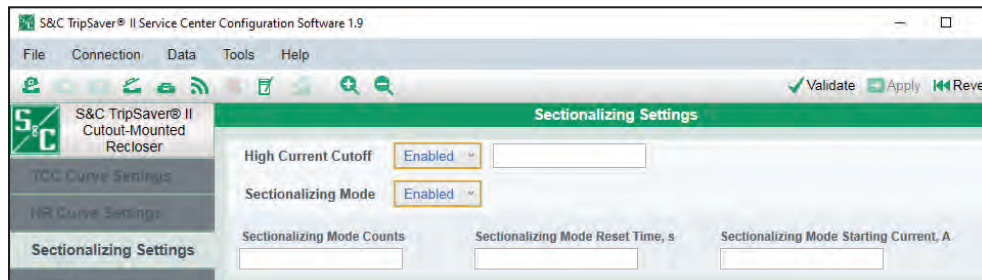 S&C TripSaver® II Service Center Configuration Software 1.9
File Connection Data Tools Help
Validate Apply Reve
S&C
S&C TripSaver® II
Cutout-Mounted
Recloser
Sectionalizing Settings
High Current Cutoff Enabled
TCC Curve Settings
Sectionalizing Mode Enabled
HR Curve Settings
Sectionalizing Settings
Sectionalizing Mode Counts Sectionalizing Mode Reset Time, s Sectionalizing Mode Starting Current, A